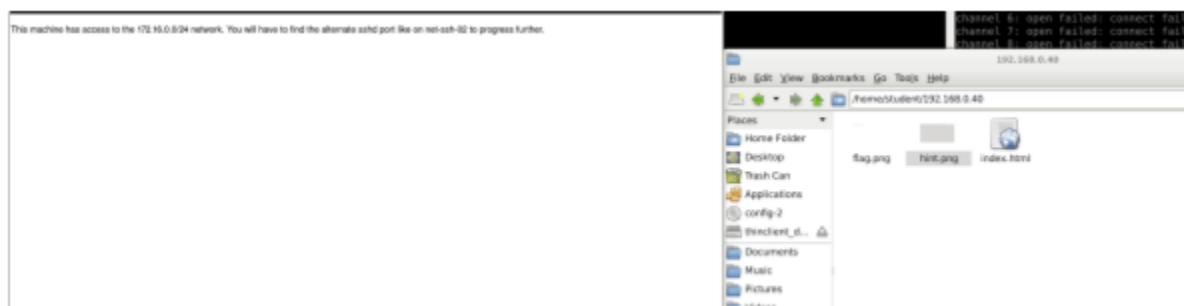 This machine has access to the 172.16.0.0/24 network. You will have to find the alternate sshd port like on net-ssh-02 to progress further.
channel 6: open failed: connect fail
channel 7: open failed: connect fail
channel 8: open failed: connect fail
192.168.0.40
File Edit View Bookmarks Go Tools Help
/home/student/192.168.0.40
Places
Home Folder
Desktop
Trash Can
Applications
config-2
thinclient_d...
Documents
Music
Pictures
flag.png hint.png index.html